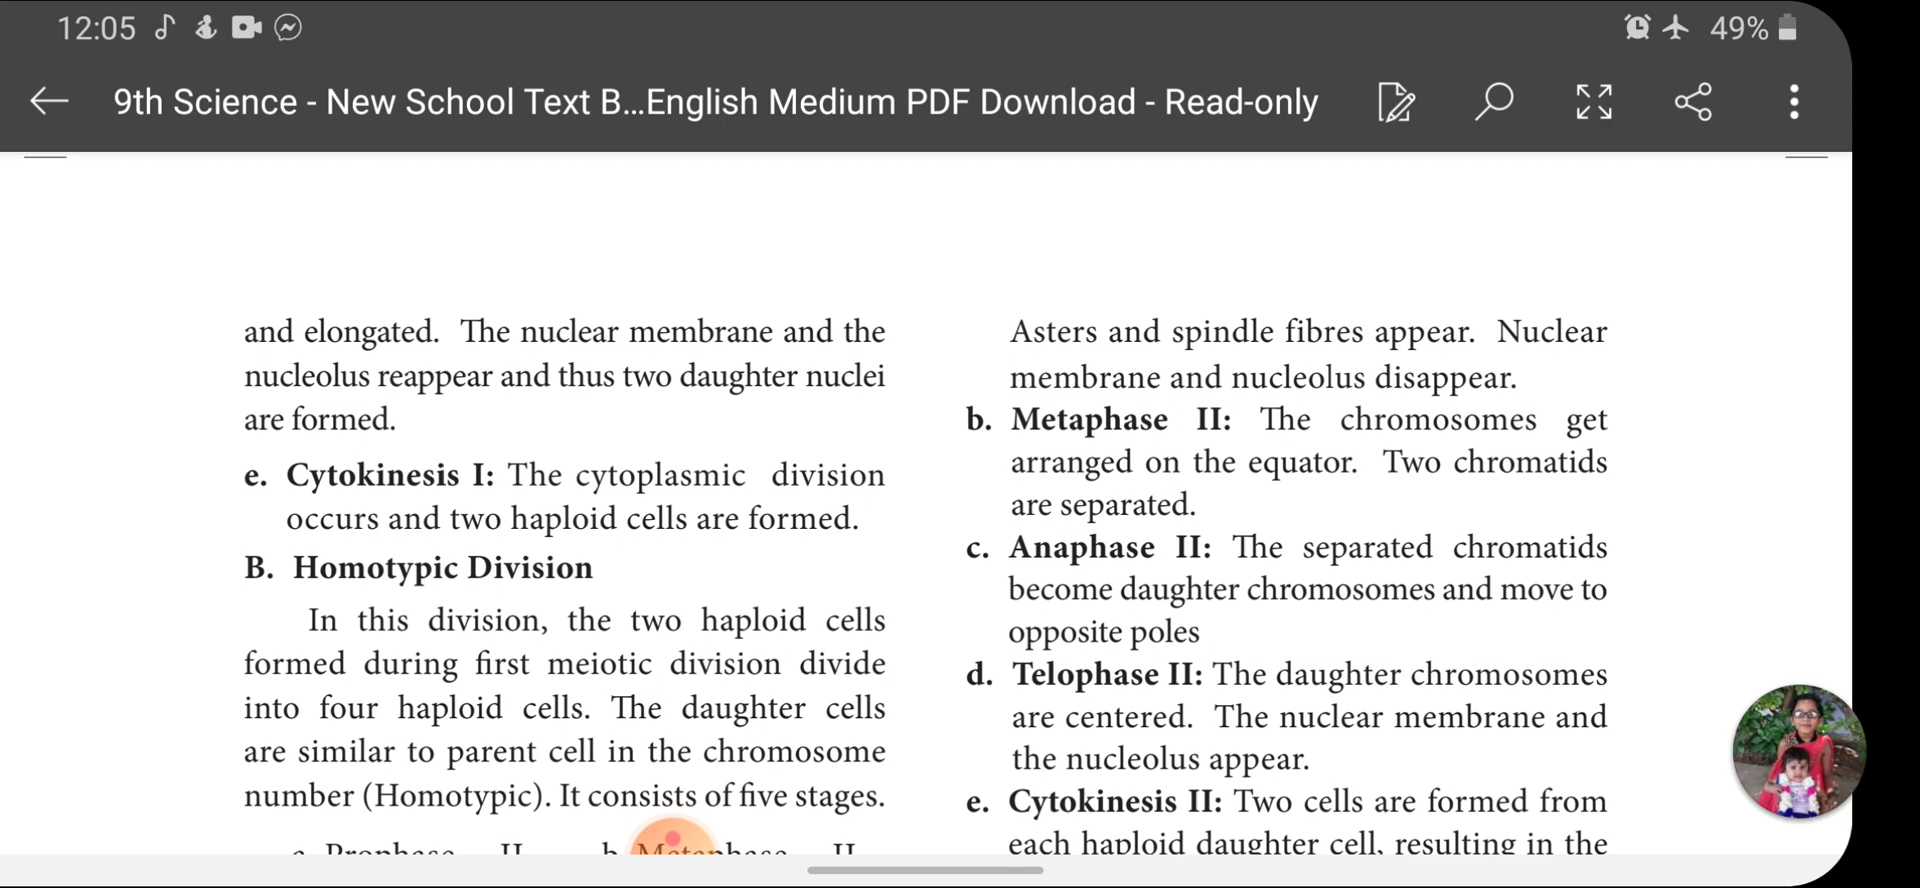 12:05
49%
9th Science - New School Text B...English Medium PDF Download - Read-only
and elongated. The nuclear membrane and the
nucleolus reappear and thus two daughter nuclei
are formed.
e. Cytokinesis I: The cytoplasmic division
occurs and two haploid cells are formed.
B. Homotypic Division
In this division, the two haploid cells
formed during first meiotic division divide
into four haploid cells. The daughter cells
are similar to parent cell in the chromosome
number (Homotypic). It consists of five stages.
a. Prophase II b. Metaphase II
Asters and spindle fibres appear. Nuclear
membrane and nucleolus disappear.
b. Metaphase II: The chromosomes get
arranged on the equator. Two chromatids
are separated.
c. Anaphase II: The separated chromatids
become daughter chromosomes and move to
opposite poles
d. Telophase II: The daughter chromosomes
are centered. The nuclear membrane and
the nucleolus appear.
e. Cytokinesis II: Two cells are formed from
each haploid daughter cell, resulting in the